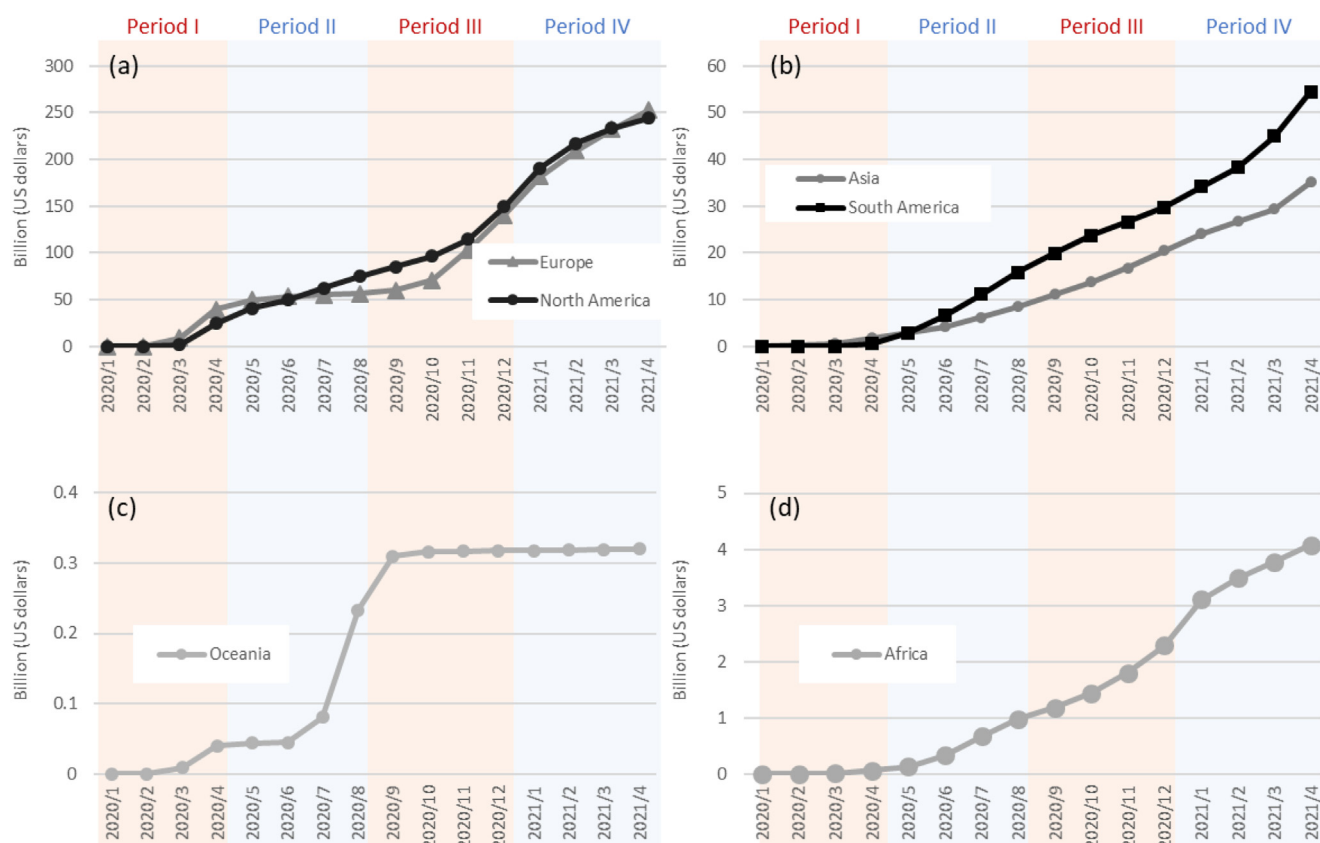 Period I Period II Period III Period IV
(a)
Billion (US dollars)
300
250
200
150
100
50
0
Europe
North America
2020/1 2020/2 2020/3 2020/4 2020/5 2020/6 2020/7 2020/8 2020/9 2020/10 2020/11 2020/12 2021/1 2021/2 2021/3 2021/4
Period I Period II Period III Period IV
(b)
Billion (US dollars)
60
50
40
30
20
10
0
Asia
South America
2020/1 2020/2 2020/3 2020/4 2020/5 2020/6 2020/7 2020/8 2020/9 2020/10 2020/11 2020/12 2021/1 2021/2 2021/3 2021/4
(c)
Billion (US dollars)
0.4
0.3
0.2
0.1
0
Oceania
2020/1 2020/2 2020/3 2020/4 2020/5 2020/6 2020/7 2020/8 2020/9 2020/10 2020/11 2020/12 2021/1 2021/2 2021/3 2021/4
(d)
Billion (US dollars)
5
4
3
2
1
0
Africa
2020/1 2020/2 2020/3 2020/4 2020/5 2020/6 2020/7 2020/8 2020/9 2020/10 2020/11 2020/12 2021/1 2021/2 2021/3 2021/4